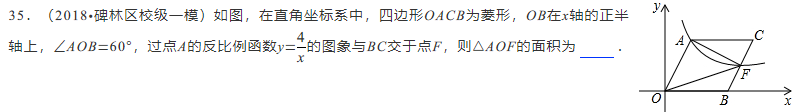 35．（2018•碑林区校级一模）如图，在直角坐标系中，四边形OACB为菱形，OB在x轴的正半
轴上，∠AOB=60°，过点A的反比例函数y=4/x的图象与BC交于点F，则△AOF的面积为 ____ ．
y
A
C
F
O
B
x